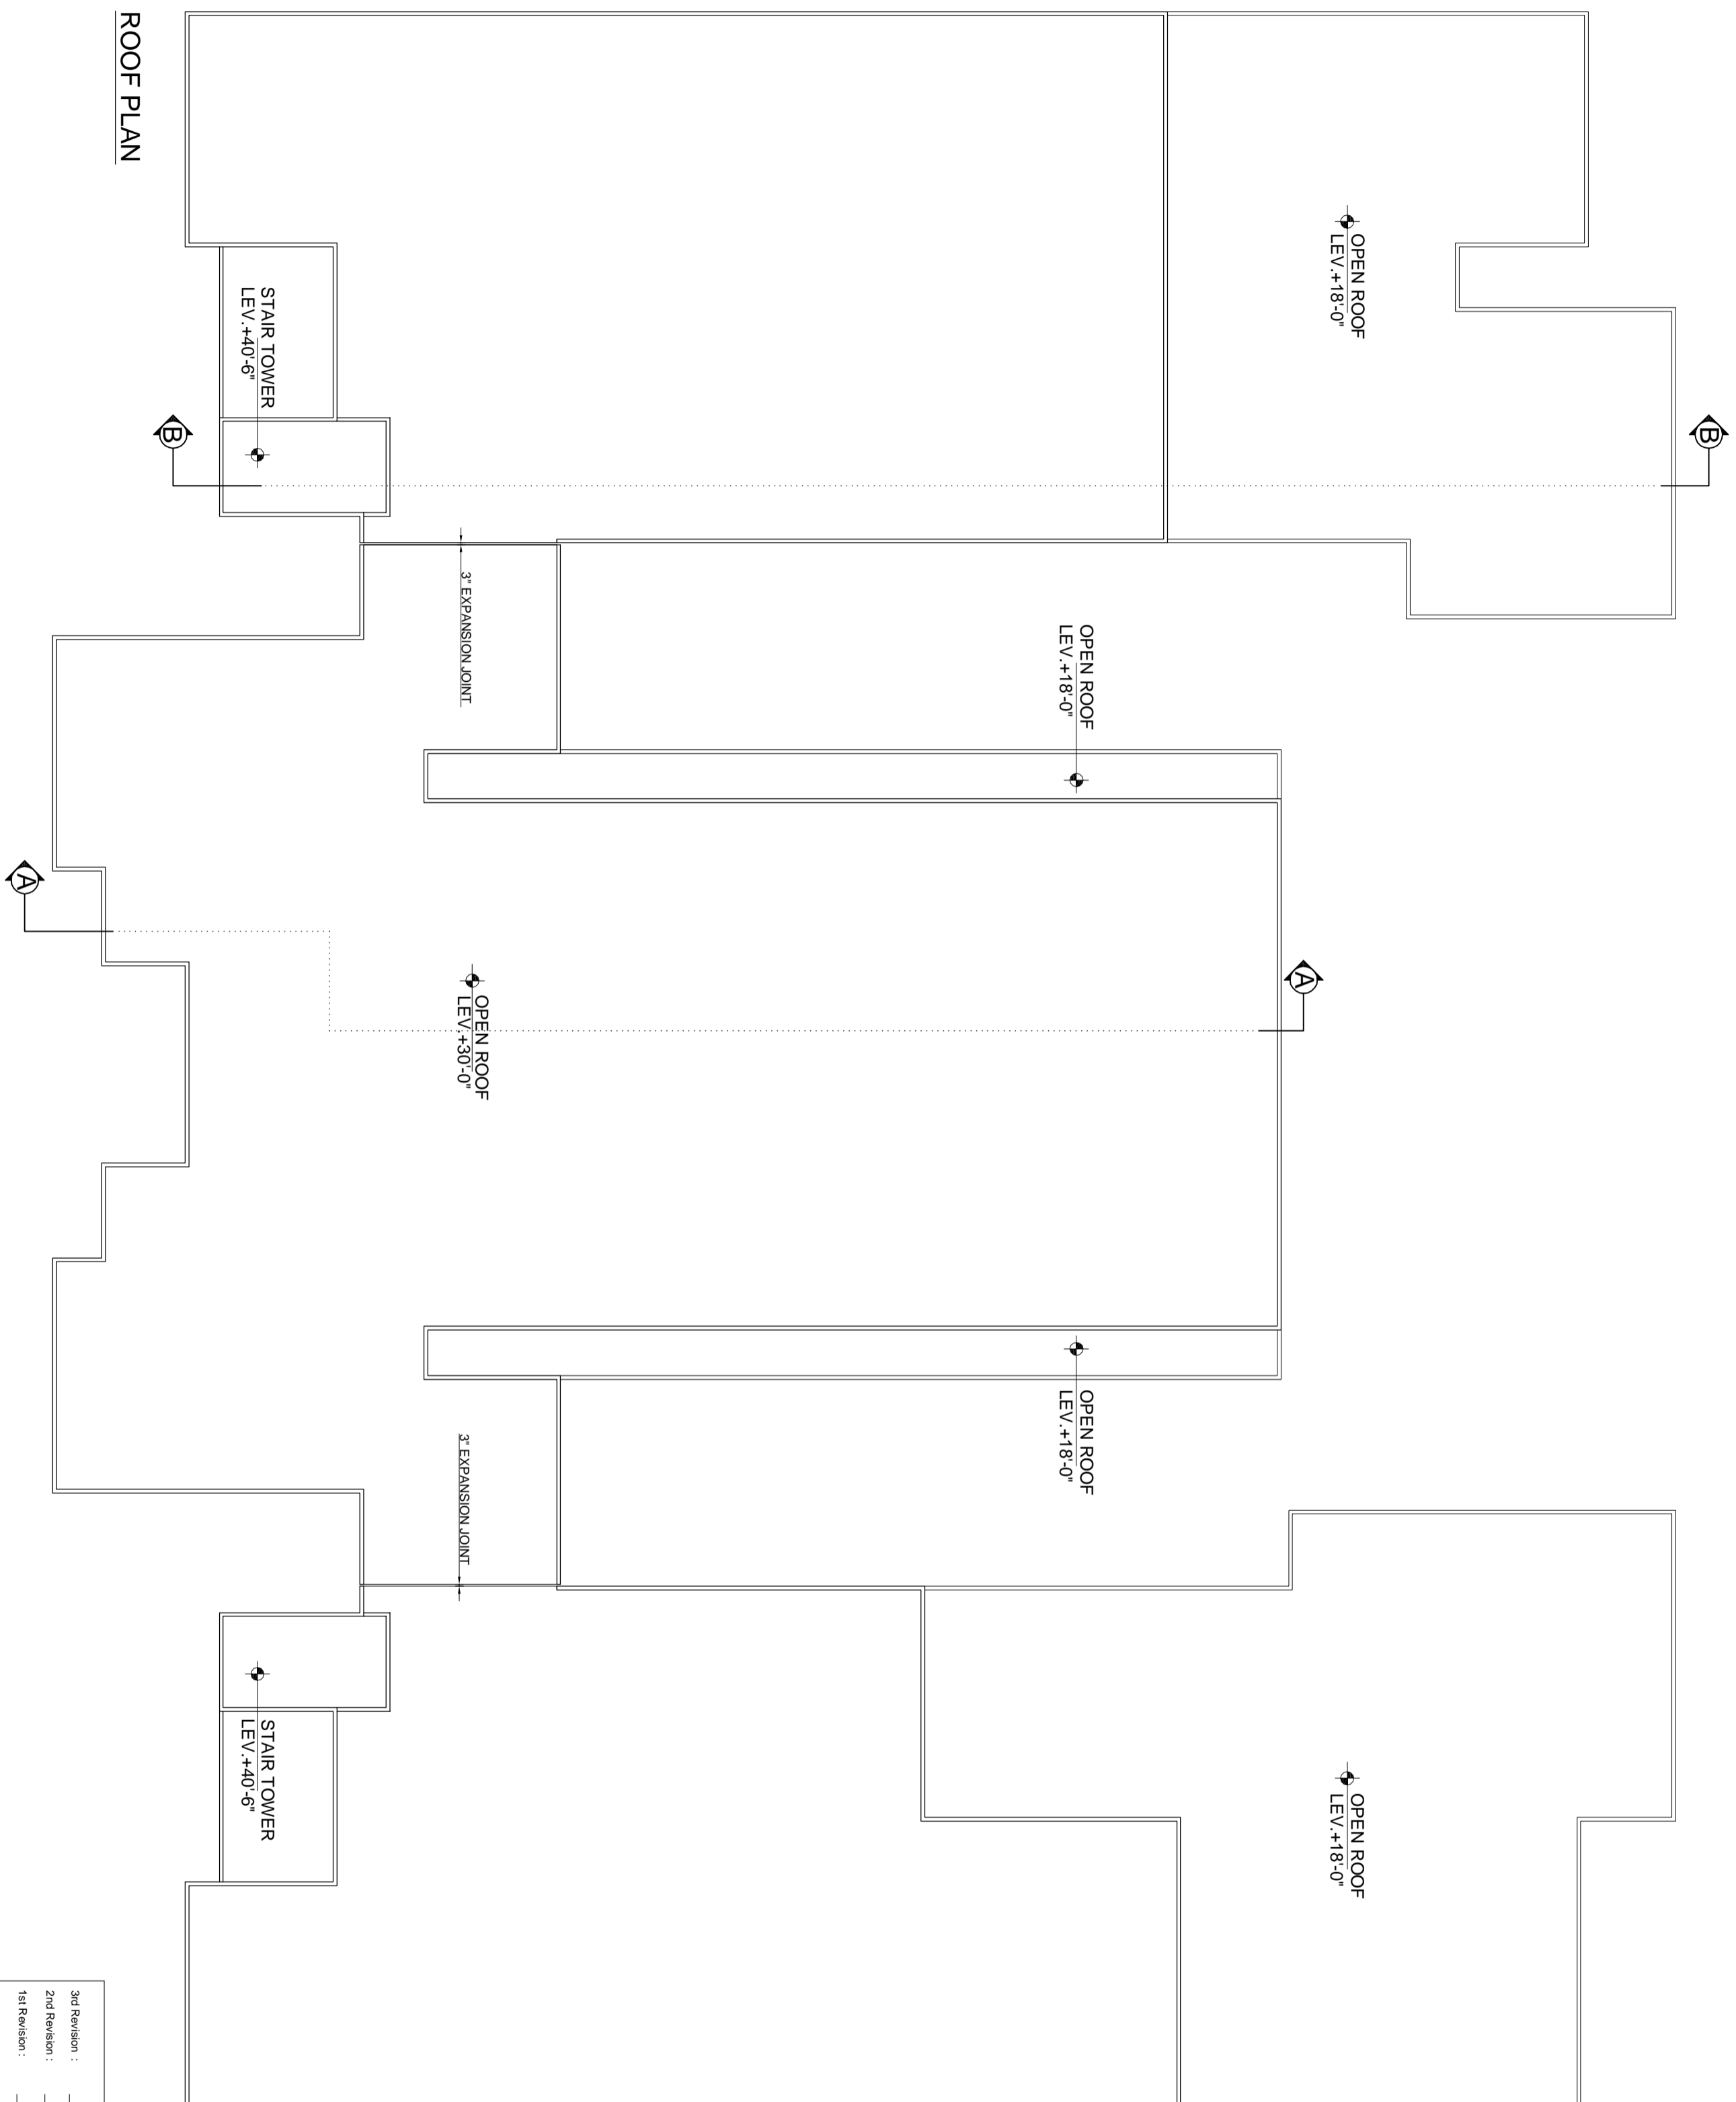 ROOF PLAN
OPEN ROOF
LEV.+18'-0"
STAIR TOWER
LEV.+40'-6"
B
B
3" EXPANSION JOINT
OPEN ROOF
LEV.+18'-0"
A
A
OPEN ROOF
LEV.+30'-0"
OPEN ROOF
LEV.+18'-0"
3" EXPANSION JOINT
STAIR TOWER
LEV.+40'-6"
OPEN ROOF
LEV.+18'-0"
3rd Revision :
2nd Revision :
1st Revision :